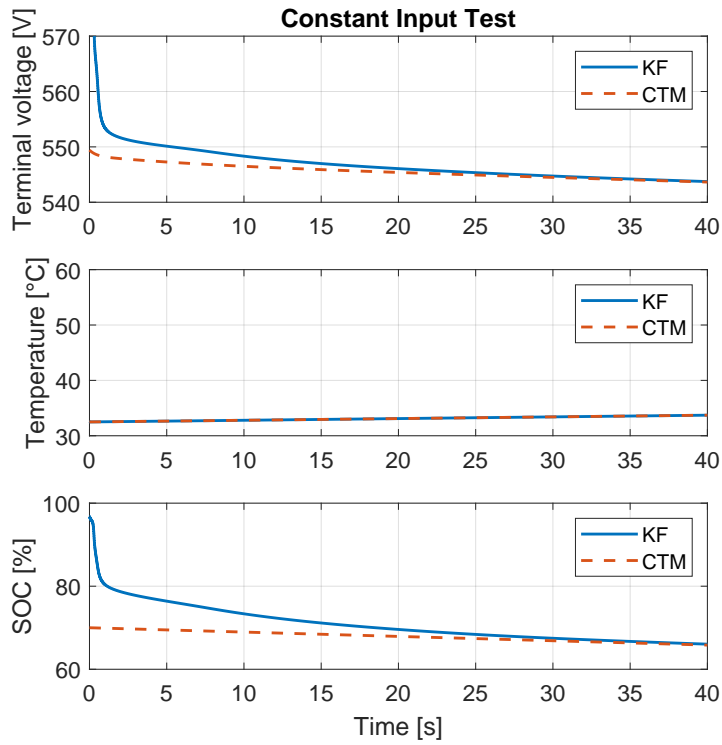 Constant Input Test
Terminal voltage [V]
570
560
550
540
KF
CTM
0 5 10 15 20 25 30 35 40
Temperature [°C]
60
50
40
30
KF
CTM
0 5 10 15 20 25 30 35 40
SOC [%]
100
80
60
KF
CTM
0 5 10 15 20 25 30 35 40
Time [s]